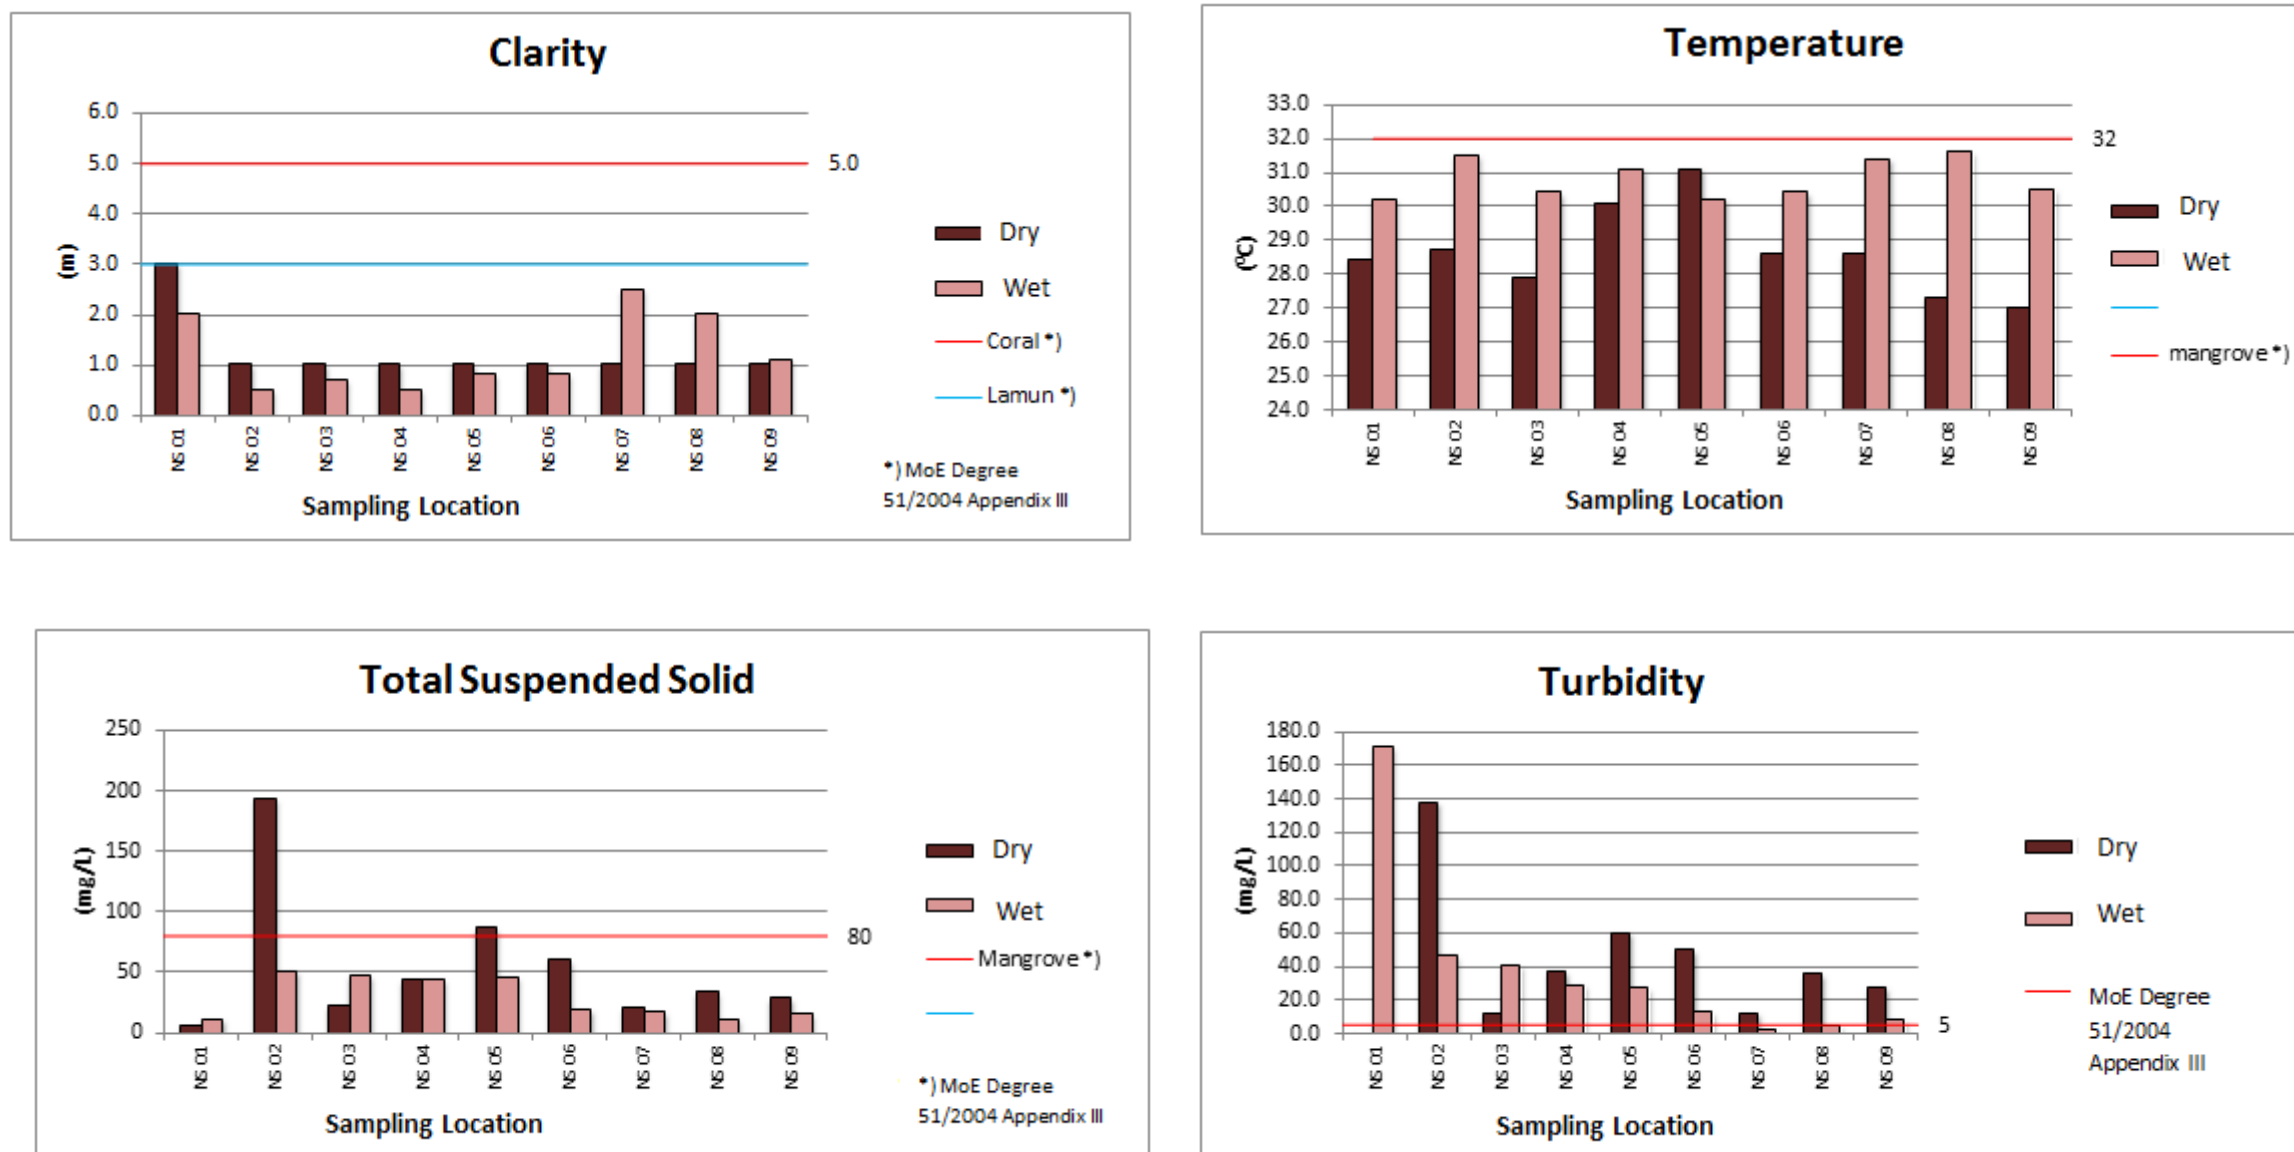 Clarity
6.0
5.0
4.0
3.0
2.0
1.0
0.0
(m)
5.0
NS 01
NS 02
NS 03
NS 04
NS 05
NS 06
NS 07
NS 08
NS 09
Sampling Location
Dry
Wet
Coral *)
Lamun *)
*) MoE Degree
51/2004 Appendix III
Temperature
33.0
32.0
31.0
30.0
29.0
28.0
27.0
26.0
25.0
24.0
(⁰C)
32
NS 01
NS 02
NS 03
NS 04
NS 05
NS 06
NS 07
NS 08
NS 09
Sampling Location
Dry
Wet
mangrove *)
Total Suspended Solid
250
200
150
100
50
0
(mg/L)
80
NS 01
NS 02
NS 03
NS 04
NS 05
NS 06
NS 07
NS 08
NS 09
Sampling Location
Dry
Wet
Mangrove *)
*) MoE Degree
51/2004 Appendix III
Turbidity
180.0
160.0
140.0
120.0
100.0
80.0
60.0
40.0
20.0
0.0
(mg/L)
5
NS 01
NS 02
NS 03
NS 04
NS 05
NS 06
NS 07
NS 08
NS 09
Sampling Location
Dry
Wet
MoE Degree
51/2004
Appendix III